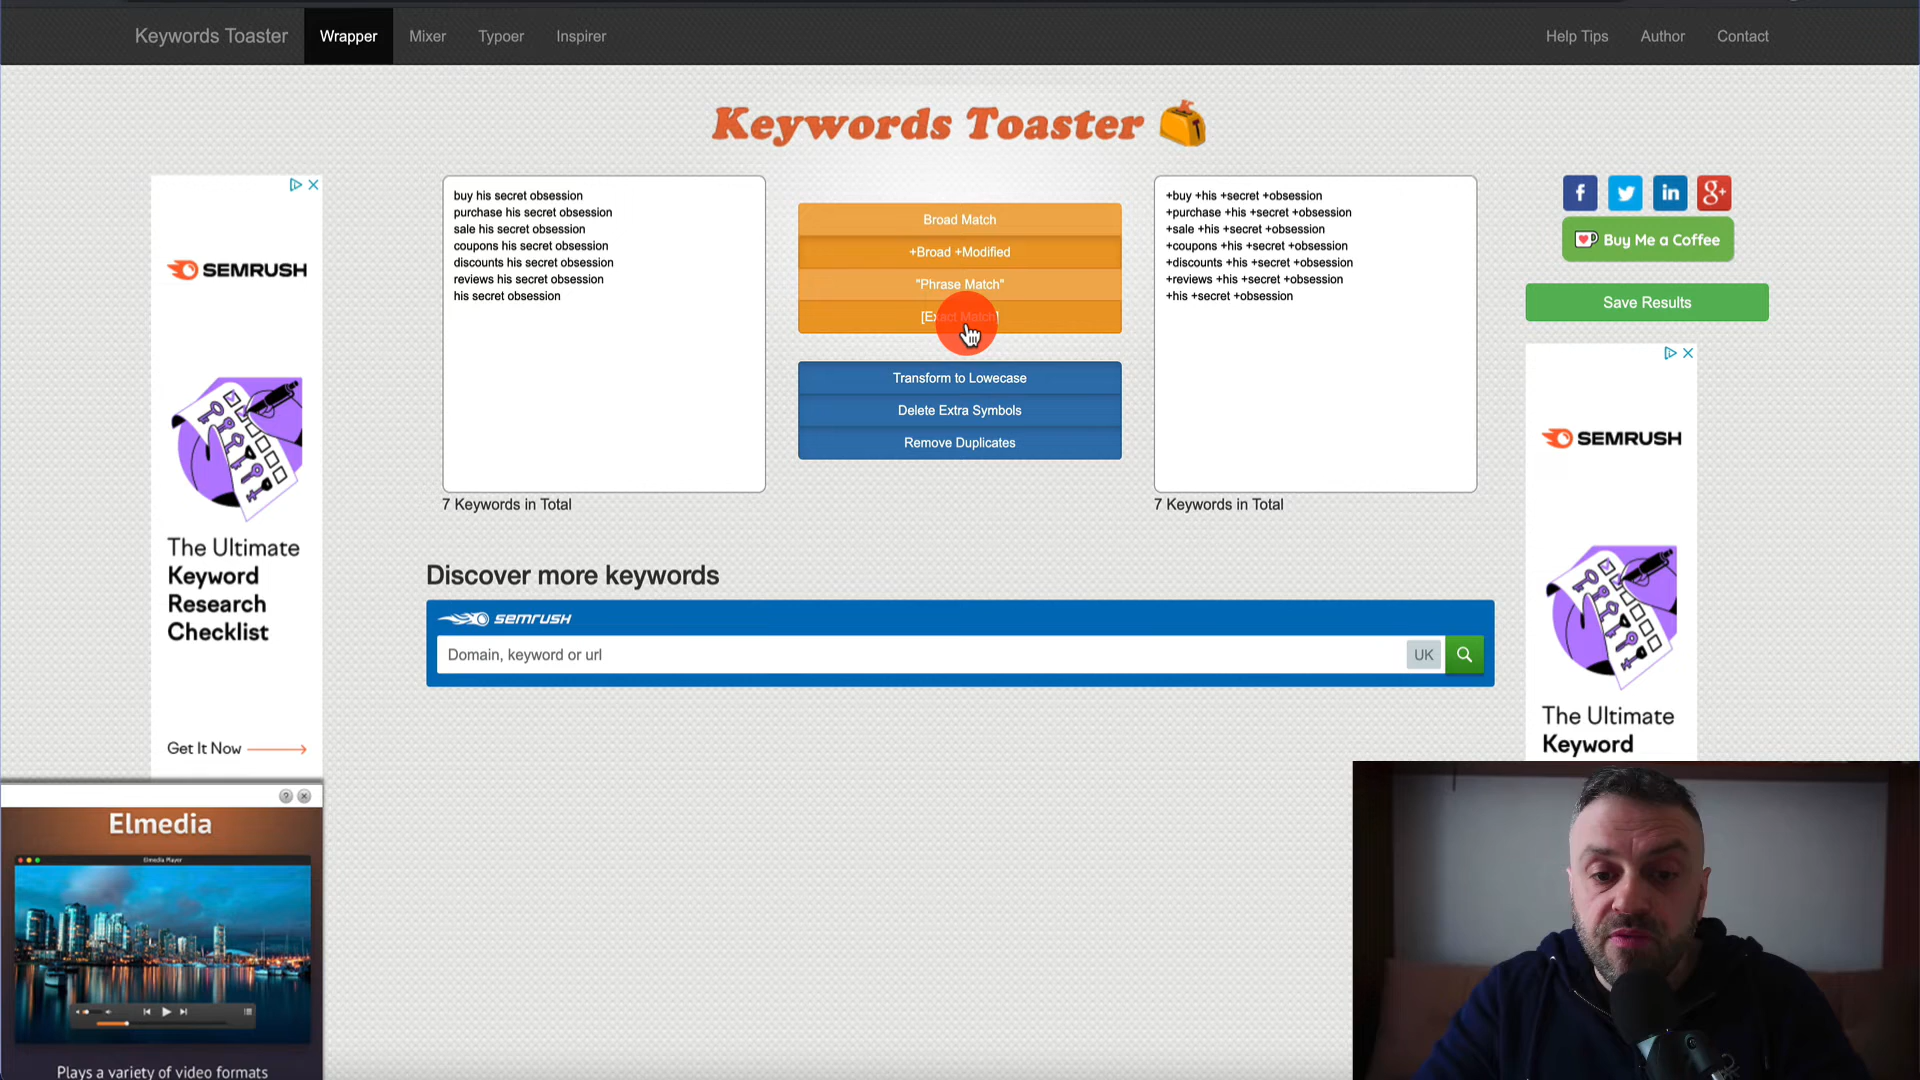 Keywords Toaster
Wrapper
Mixer
Typoer
Inspirer
Help Tips
Author
Contact
Keywords Toaster
SEMRUSH
The Ultimate
Keyword
Research
Checklist
Get It Now
buy his secret obsession
purchase his secret obsession
sale his secret obsession
coupons his secret obsession
discounts his secret obsession
reviews his secret obsession
his secret obsession
7 Keywords in Total
Broad Match
+Broad +Modified
"Phrase Match"
[Exact Match]
Transform to Lowecase
Delete Extra Symbols
Remove Duplicates
+buy +his +secret +obsession
+purchase +his +secret +obsession
+sale +his +secret +obsession
+coupons +his +secret +obsession
+discounts +his +secret +obsession
+reviews +his +secret +obsession
+his +secret +obsession
7 Keywords in Total
f
in
g+
Buy Me a Coffee
Save Results
SEMRUSH
The Ultimate
Keyword
Discover more keywords
semrush
Domain, keyword or url
UK
Elmedia
Elmedia Player
Plays a variety of video formats